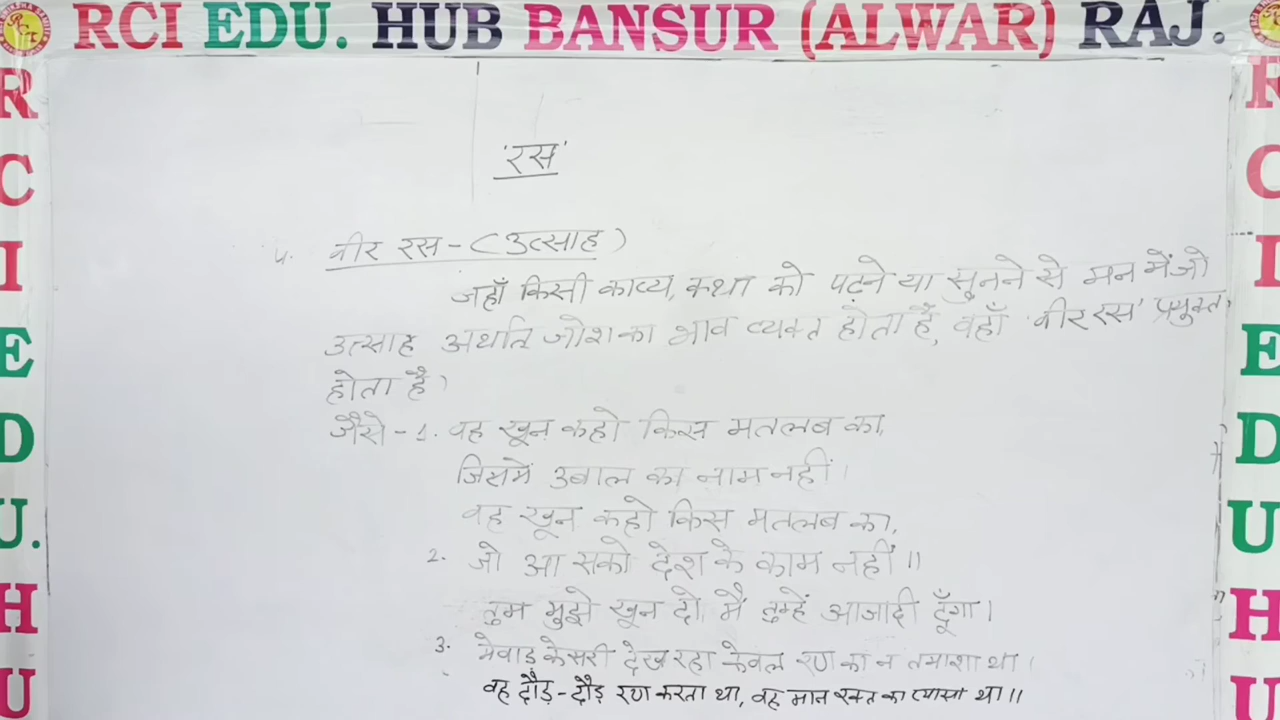 RCI EDU. HUB BANSUR (ALWAR) RAJ.
'रस'
4. वीर रस - (उत्साह)
जहाँ किसी काव्य, कथा को पढ़ने या सुनने से मन में जो
उत्साह अर्थात् जोश का भाव व्यक्त होता है, वहाँ 'वीर रस' प्रयुक्त
होता है।
जैसे - 1. वह खून कहो किस मतलब का,
जिसमें उबाल का नाम नहीं।
वह खून कहो किस मतलब का,
2. जो आ सको देश के काम नहीं॥
तुम मुझे खून दो, मैं तुम्हें आजादी दूँगा।
3. मेवाड़ केसरी देख रहा केवल रण का न तमाशा था।
वह दौड़ - दौड़ रण करता था, वह मान रक्त का प्यासा था॥
R
C
I
E
D
U.
H
U
R
C
I
E
D
U
H
U